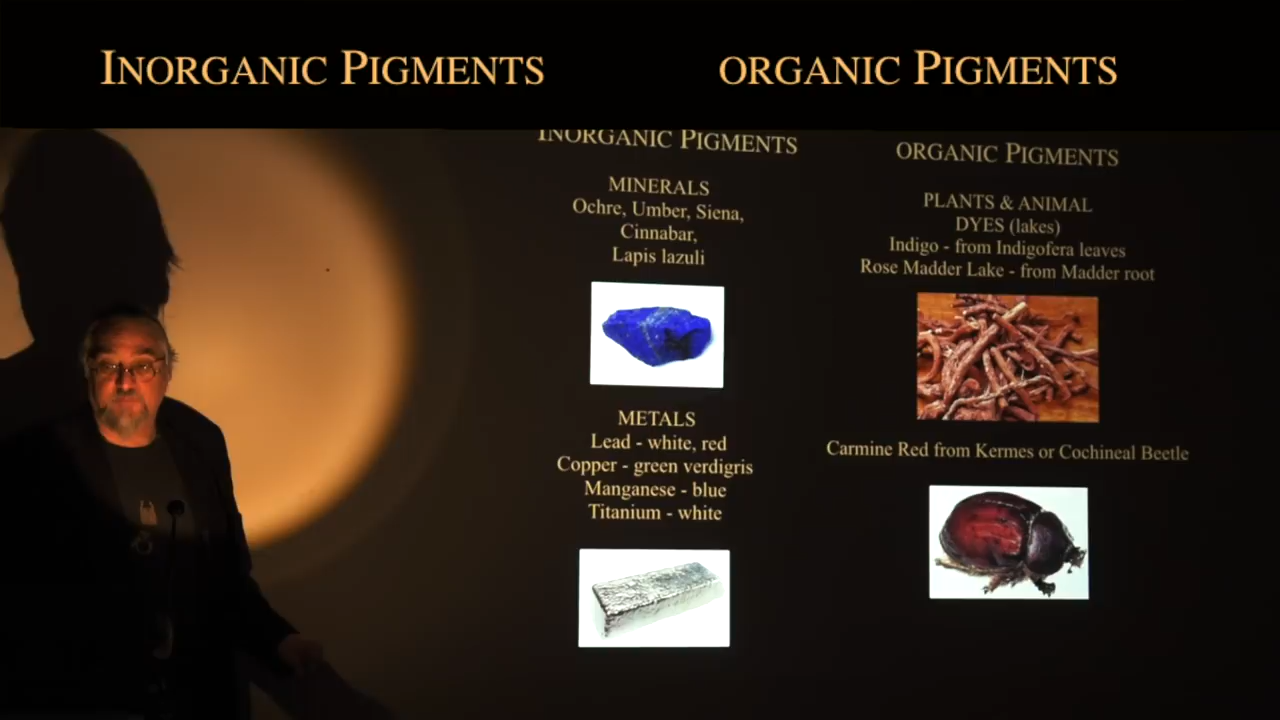 INORGANIC PIGMENTS
ORGANIC PIGMENTS
INORGANIC PIGMENTS
MINERALS
Ochre, Umber, Siena,
Cinnabar,
Lapis lazuli
METALS
Lead - white, red
Copper - green verdigris
Manganese - blue
Titanium - white
ORGANIC PIGMENTS
PLANTS & ANIMAL
DYES (lakes)
Indigo - from Indigofera leaves
Rose Madder Lake - from Madder root
Carmine Red from Kermes or Cochineal Beetle